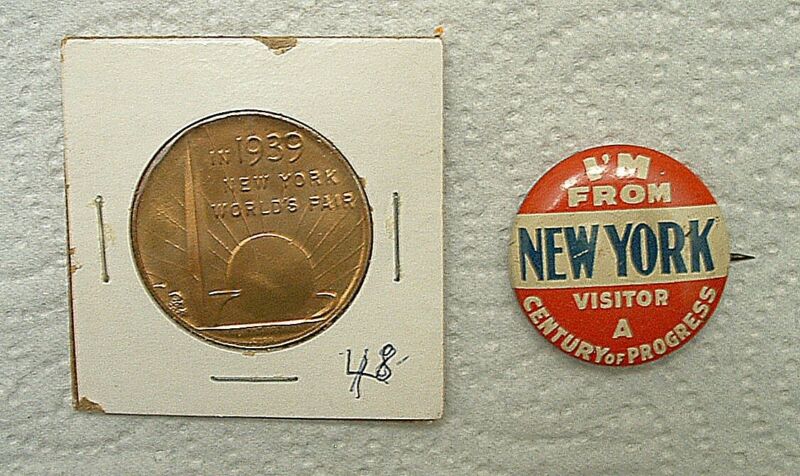 IN 1939
NEW YORK
WORLD'S FAIR
48
I'M
FROM
NEW YORK
VISITOR
A
CENTURY OF PROGRESS